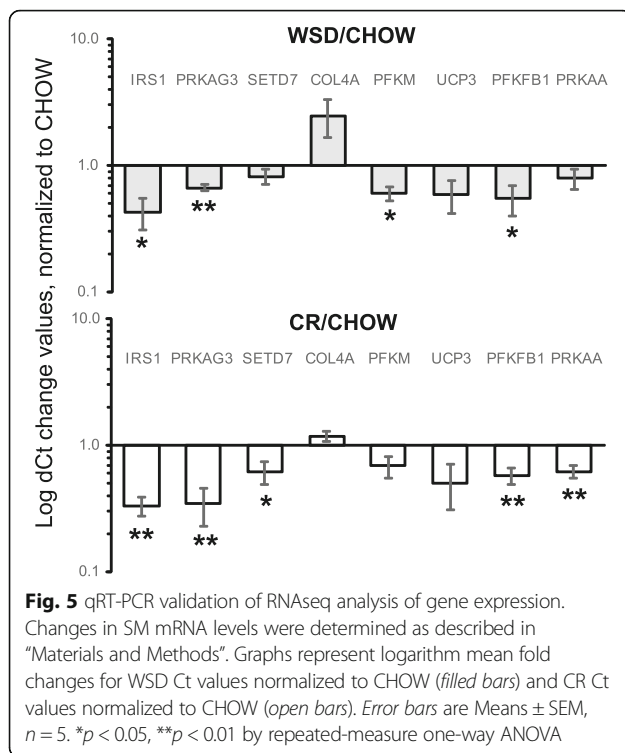 WSD/CHOW
10.0
IRS1 PRKAG3 SETD7 COL4A PFKM UCP3 PFKFB1 PRKAA
1.0
* ** * *
0.1
CR/CHOW
10.0
IRS1 PRKAG3 SETD7 COL4A PFKM UCP3 PFKFB1 PRKAA
1.0
** ** * ** **
0.1
Log dCt change values, normalized to CHOW
Fig. 5 qRT-PCR validation of RNAseq analysis of gene expression.
Changes in SM mRNA levels were determined as described in
“Materials and Methods”. Graphs represent logarithm mean fold
changes for WSD Ct values normalized to CHOW (filled bars) and CR Ct
values normalized to CHOW (open bars). Error bars are Means ± SEM,
n = 5. *p < 0.05, **p < 0.01 by repeated-measure one-way ANOVA